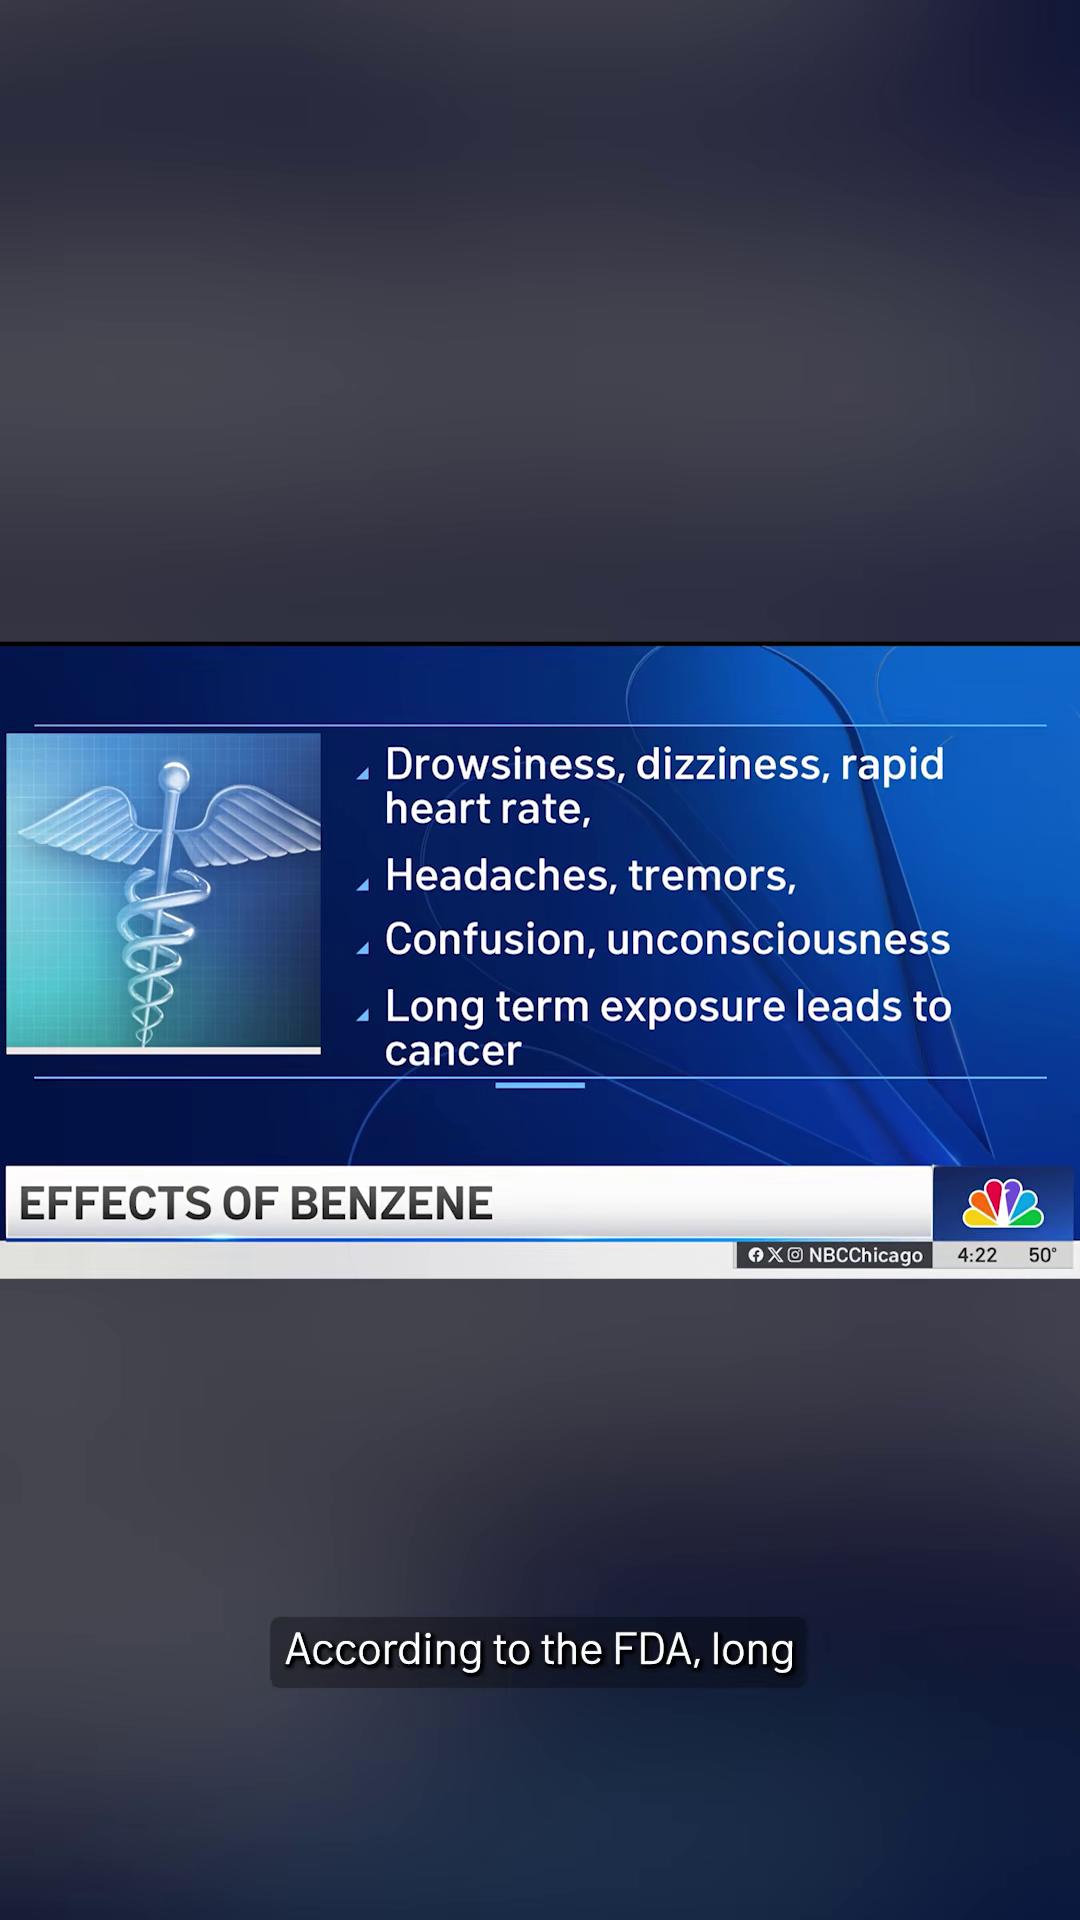 Drowsiness, dizziness, rapid
heart rate,
Headaches, tremors,
Confusion, unconsciousness
Long term exposure leads to
cancer
EFFECTS OF BENZENE
NBCChicago
4:22 50°
According to the FDA, long